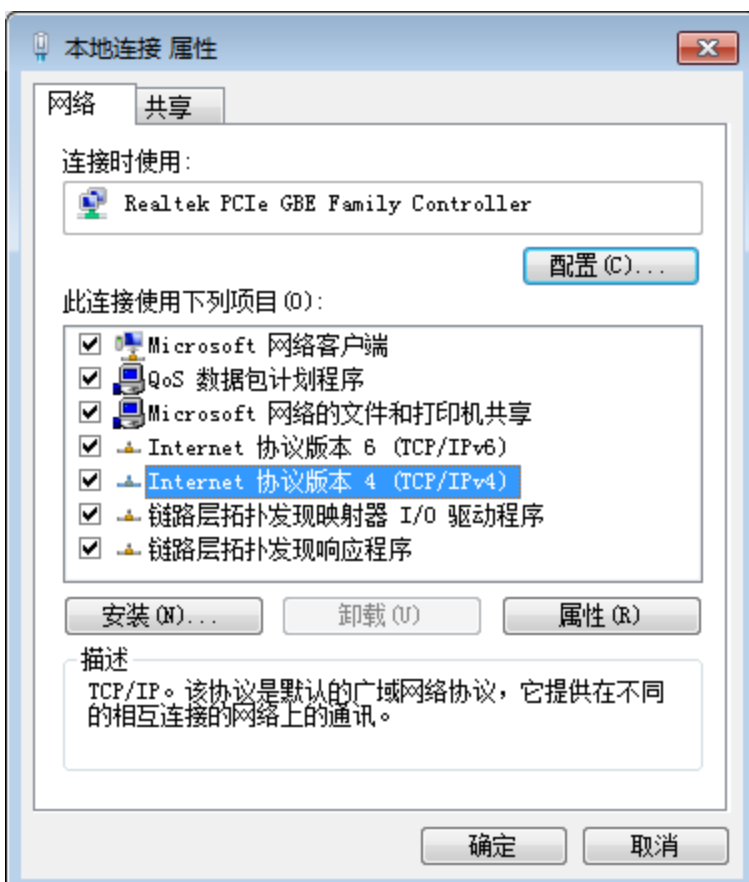 本地连接 属性
网络
共享
连接时使用:
Realtek PCIe GBE Family Controller
配置(C)...
此连接使用下列项目(O):
Microsoft 网络客户端
QoS 数据包计划程序
Microsoft 网络的文件和打印机共享
Internet 协议版本 6 (TCP/IPv6)
Internet 协议版本 4 (TCP/IPv4)
链路层拓扑发现映射器 I/O 驱动程序
链路层拓扑发现响应程序
安装(N)...
卸载(U)
属性(R)
描述
TCP/IP。该协议是默认的广域网络协议，它提供在不同
的相互连接的网络上的通讯。
确定
取消